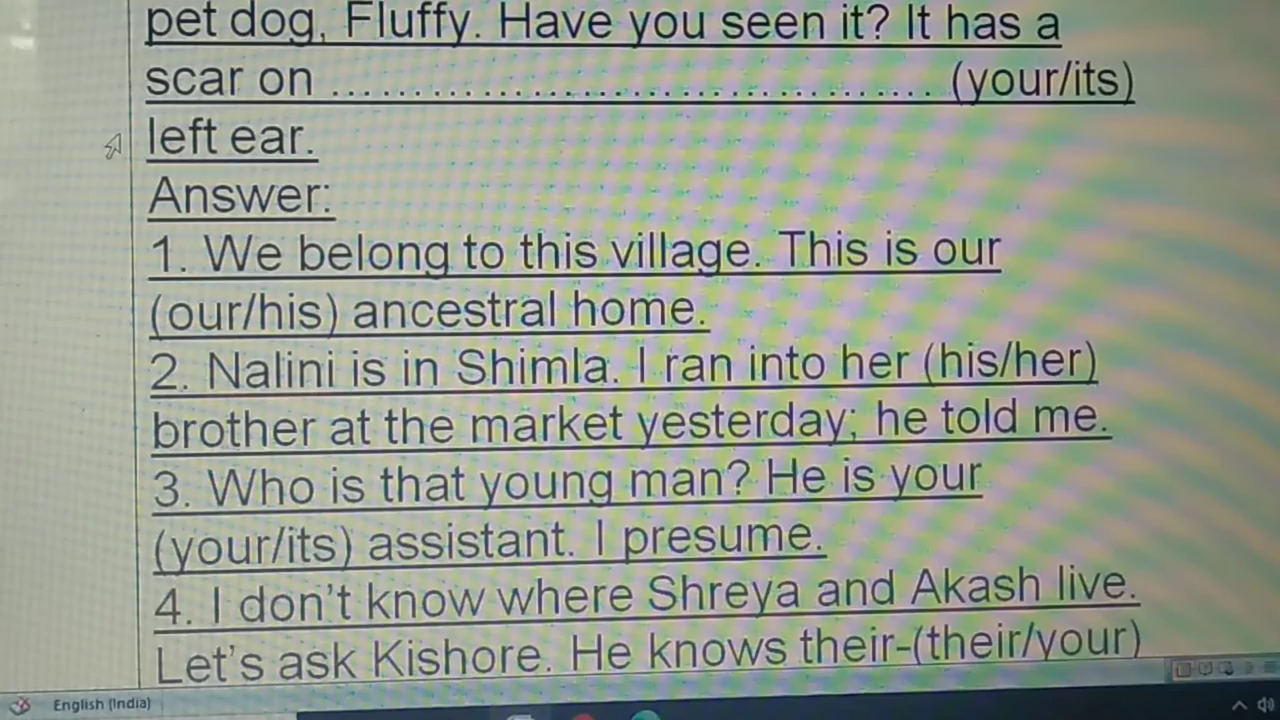 pet dog, Fluffy. Have you seen it? It has a
scar on ........................................ (your/its)
left ear.
Answer:
1. We belong to this village. This is our
(our/his) ancestral home.
2. Nalini is in Shimla. I ran into her (his/her)
brother at the market yesterday; he told me.
3. Who is that young man? He is your
(your/its) assistant. I presume.
4. I don't know where Shreya and Akash live.
Let's ask Kishore. He knows their-(their/your)
English (India)